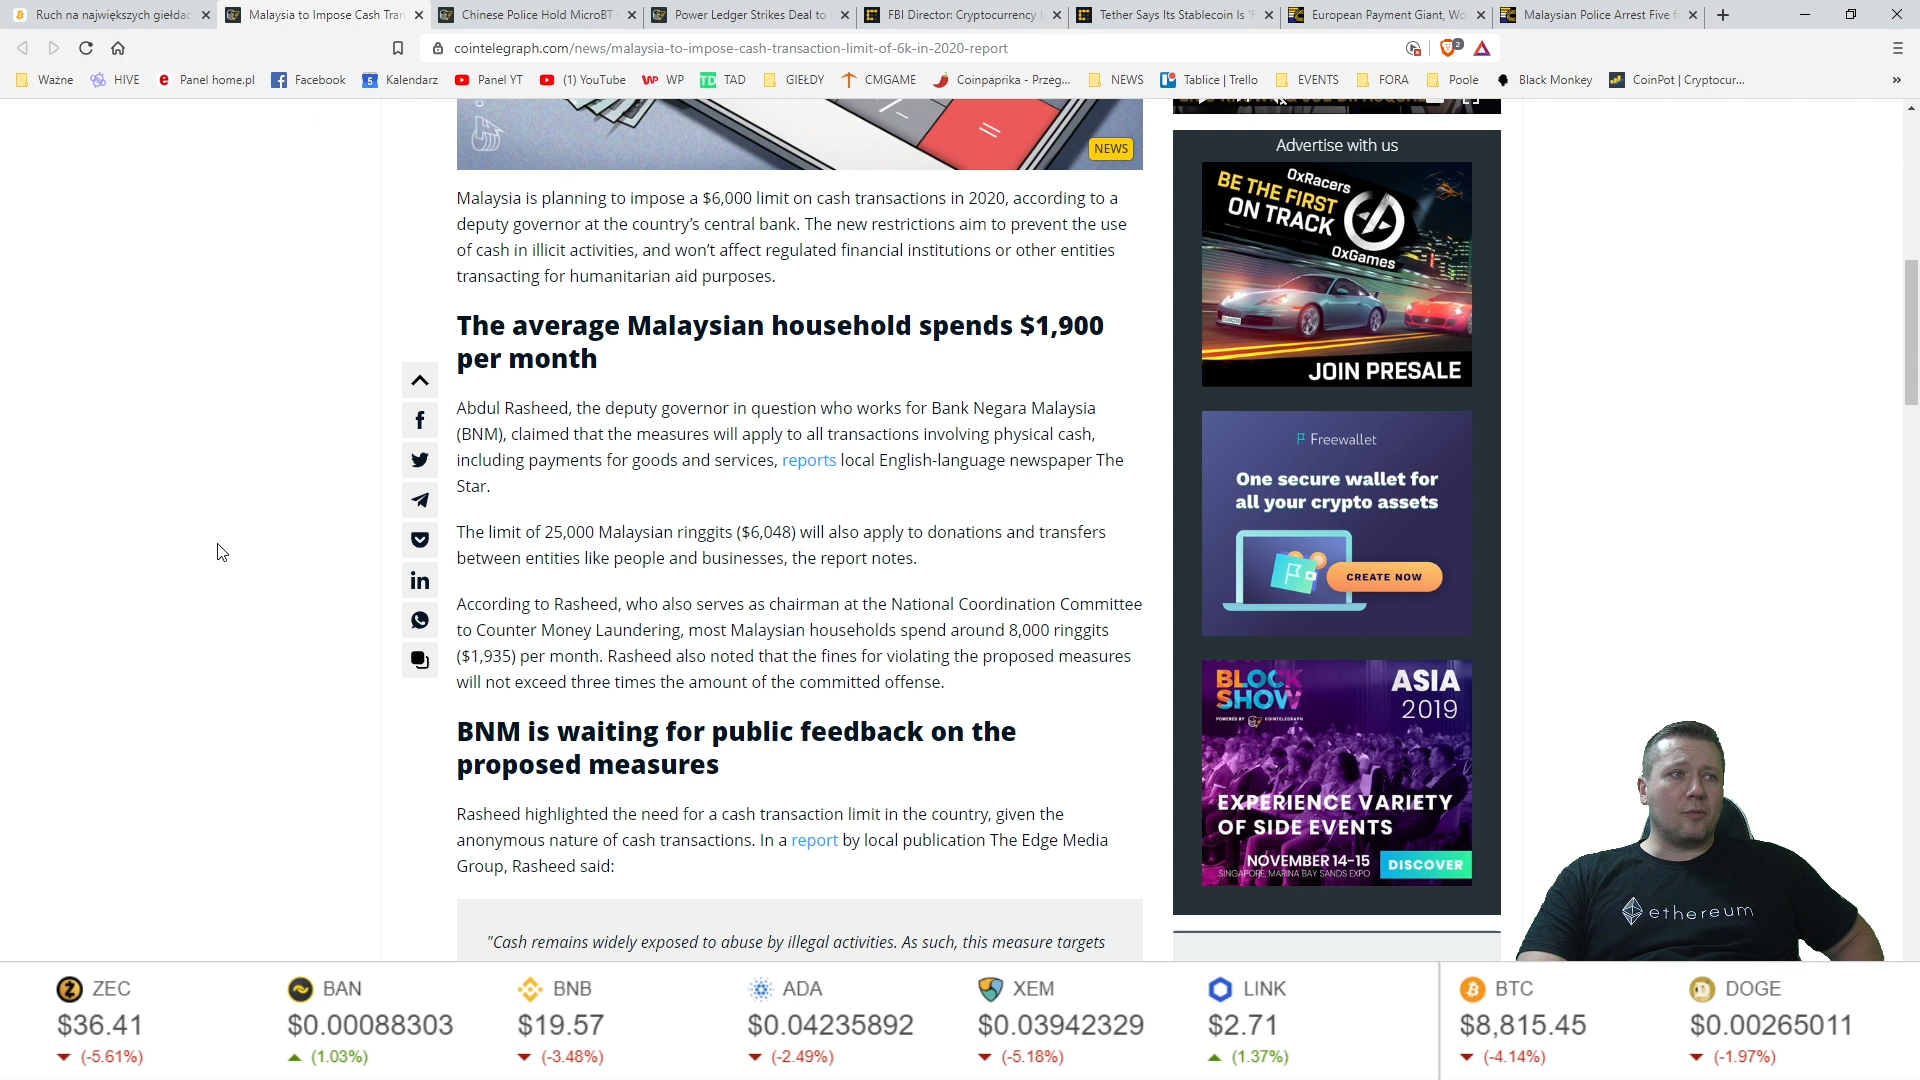 Ruch na największych giełdac
Malaysia to Impose Cash Tran
Chinese Police Hold MicroBT
Power Ledger Strikes Deal to
FBI Director: Cryptocurrency I
Tether Says Its Stablecoin Is 'F
European Payment Giant, Wo
Malaysian Police Arrest Five f
cointelegraph.com/news/malaysia-to-impose-cash-transaction-limit-of-6k-in-2020-report
2
Ważne
HIVE
Panel home.pl
Facebook
Kalendarz
Panel YT
(1) YouTube
WP
TAD
GIEŁDY
CMGAME
Coinpaprika - Przeg...
NEWS
Tablice | Trello
EVENTS
FORA
Poole
Black Monkey
CoinPot | Cryptocur...
NEWS
Malaysia is planning to impose a $6,000 limit on cash transactions in 2020, according to a
deputy governor at the country's central bank. The new restrictions aim to prevent the use
of cash in illicit activities, and won't affect regulated financial institutions or other entities
transacting for humanitarian aid purposes.
The average Malaysian household spends $1,900
per month
Abdul Rasheed, the deputy governor in question who works for Bank Negara Malaysia
(BNM), claimed that the measures will apply to all transactions involving physical cash,
including payments for goods and services, reports local English-language newspaper The
Star.
The limit of 25,000 Malaysian ringgits ($6,048) will also apply to donations and transfers
between entities like people and businesses, the report notes.
According to Rasheed, who also serves as chairman at the National Coordination Committee
to Counter Money Laundering, most Malaysian households spend around 8,000 ringgits
($1,935) per month. Rasheed also noted that the fines for violating the proposed measures
will not exceed three times the amount of the committed offense.
BNM is waiting for public feedback on the
proposed measures
Rasheed highlighted the need for a cash transaction limit in the country, given the
anonymous nature of cash transactions. In a report by local publication The Edge Media
Group, Rasheed said:
"Cash remains widely exposed to abuse by illegal activities. As such, this measure targets
Advertise with us
0xRacers
BE THE FIRST
ON TRACK
0xGames
JOIN PRESALE
Freewallet
One secure wallet for
all your crypto assets
CREATE NOW
BLOCK
SHOW
POWERED BY COINTELEGRAPH
ASIA
2019
EXPERIENCE VARIETY
OF SIDE EVENTS
NOVEMBER 14-15
SINGAPORE, MARINA BAY SANDS EXPO
DISCOVER
ethereum
ZEC
$36.41
(-5.61%)
BAN
$0.00088303
(1.03%)
BNB
$19.57
(-3.48%)
ADA
$0.04235892
(-2.49%)
XEM
$0.03942329
(-5.18%)
LINK
$2.71
(1.37%)
BTC
$8,815.45
(-4.14%)
DOGE
$0.00265011
(-1.97%)